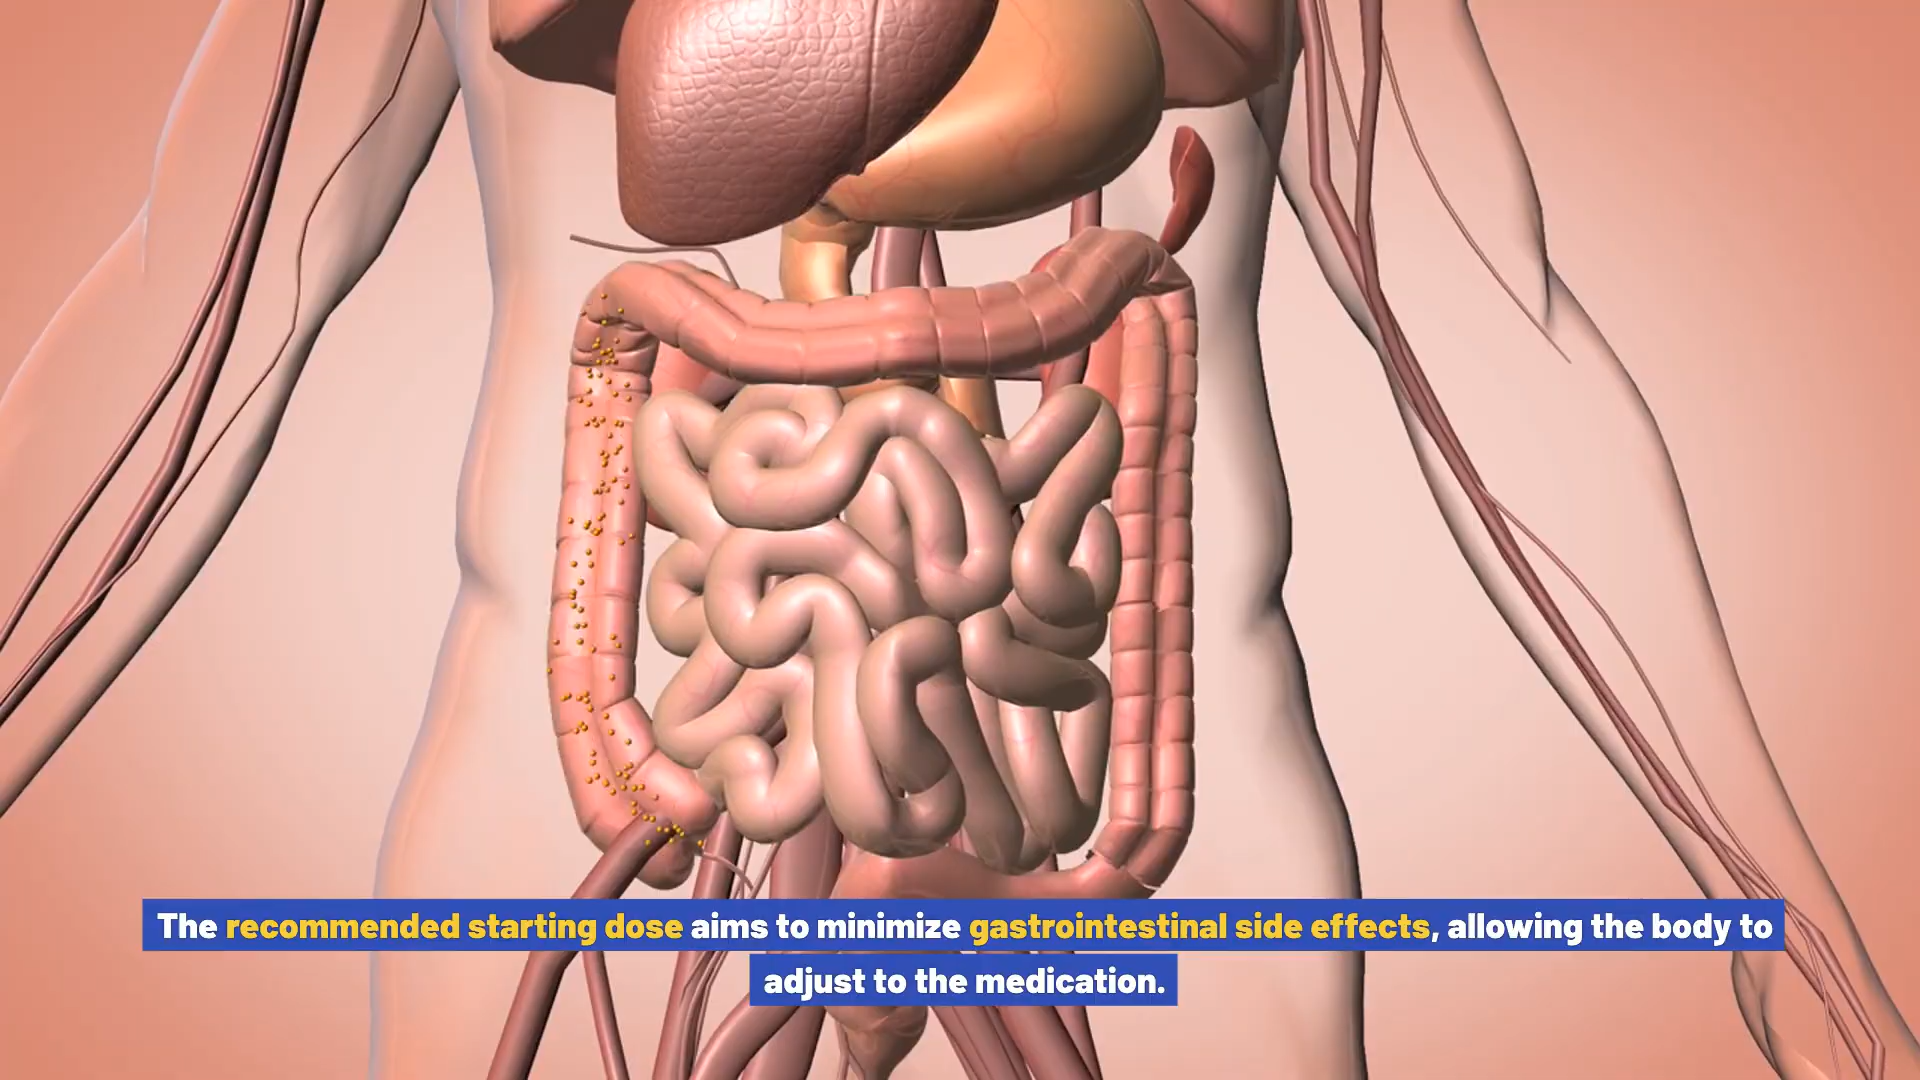 The recommended starting dose aims to minimize gastrointestinal side effects, allowing the body to
adjust to the medication.